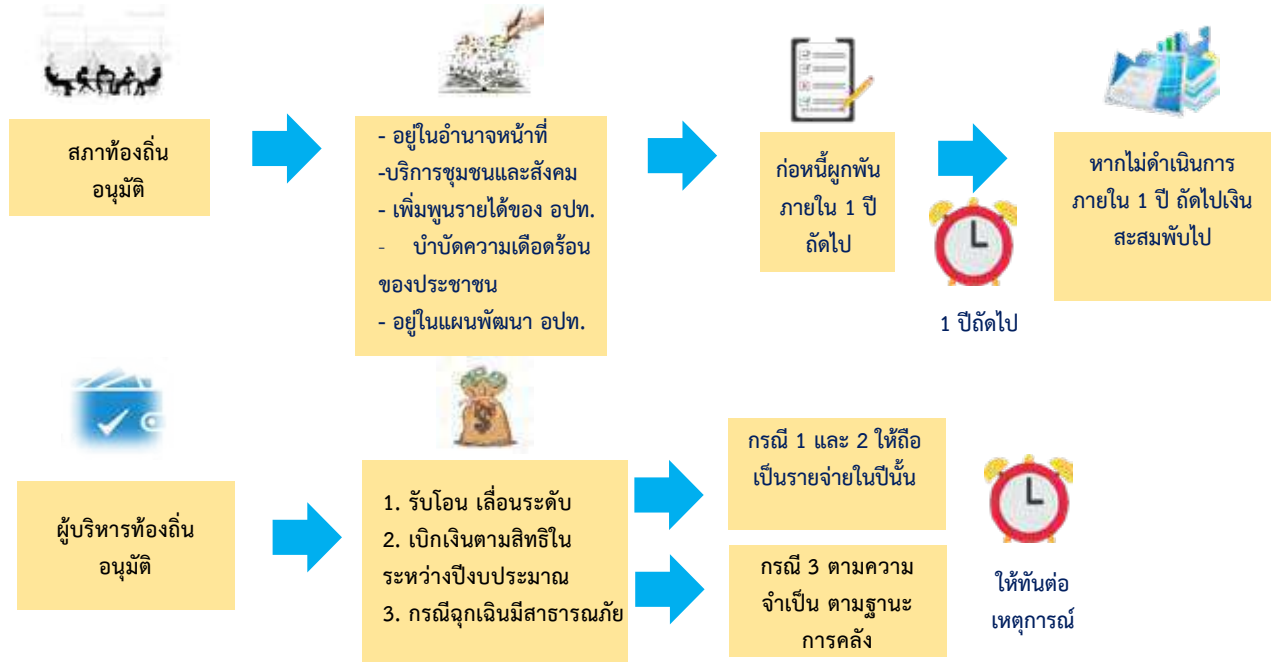 สภาท้องถิ่น
อนุมัติ
- อยู่ในอำนาจหน้าที่
-บริการชุมชนและสังคม
- เพิ่มพูนรายได้ของ อปท.
- บำบัดความเดือดร้อน
ของประชาชน
- อยู่ในแผนพัฒนา อปท.
ก่อหนี้ผูกพัน
ภายใน 1 ปี
ถัดไป
1 ปีถัดไป
หากไม่ดำเนินการ
ภายใน 1 ปี ถัดไปเงิน
สะสมพับไป
ผู้บริหารท้องถิ่น
อนุมัติ
1. รับโอน เลื่อนระดับ
2. เบิกเงินตามสิทธิใน
ระหว่างปีงบประมาณ
3. กรณีฉุกเฉินมีสาธารณภัย
กรณี 1 และ 2 ให้ถือ
เป็นรายจ่ายในปีนั้น
กรณี 3 ตามความ
จำเป็น ตามฐานะ
การคลัง
ให้ทันต่อ
เหตุการณ์